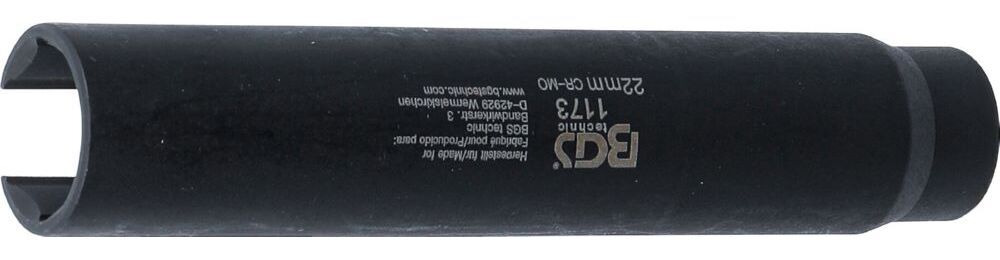 BGS®
technic
1173
22mm CR-MO
Hergestellt für/Made for
Fabriqué pour/Producido para:
BGS technic
Bandwirkerstr. 3
D-42929 Wermelskirchen
www.bgstechnic.com